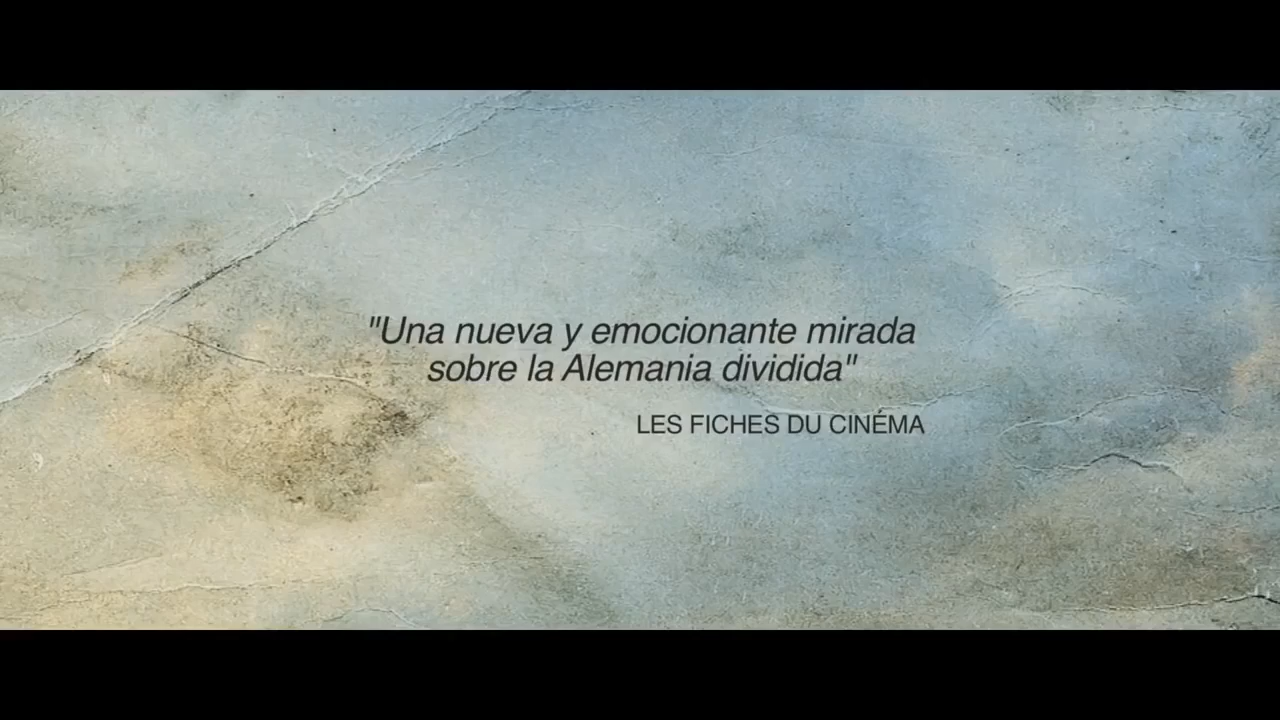 "Una nueva y emocionante mirada
sobre la Alemania dividida"
LES FICHES DU CINÉMA